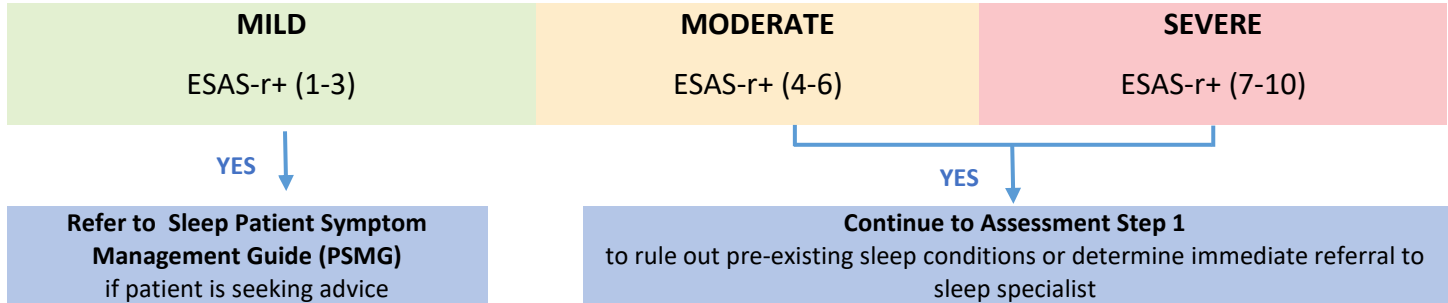 MILD
ESAS-r+ (1-3)
MODERATE
ESAS-r+ (4-6)
SEVERE
ESAS-r+ (7-10)
YES
YES
Refer to Sleep Patient Symptom
Management Guide (PSMG)
if patient is seeking advice
Continue to Assessment Step 1
to rule out pre-existing sleep conditions or determine immediate referral to
sleep specialist